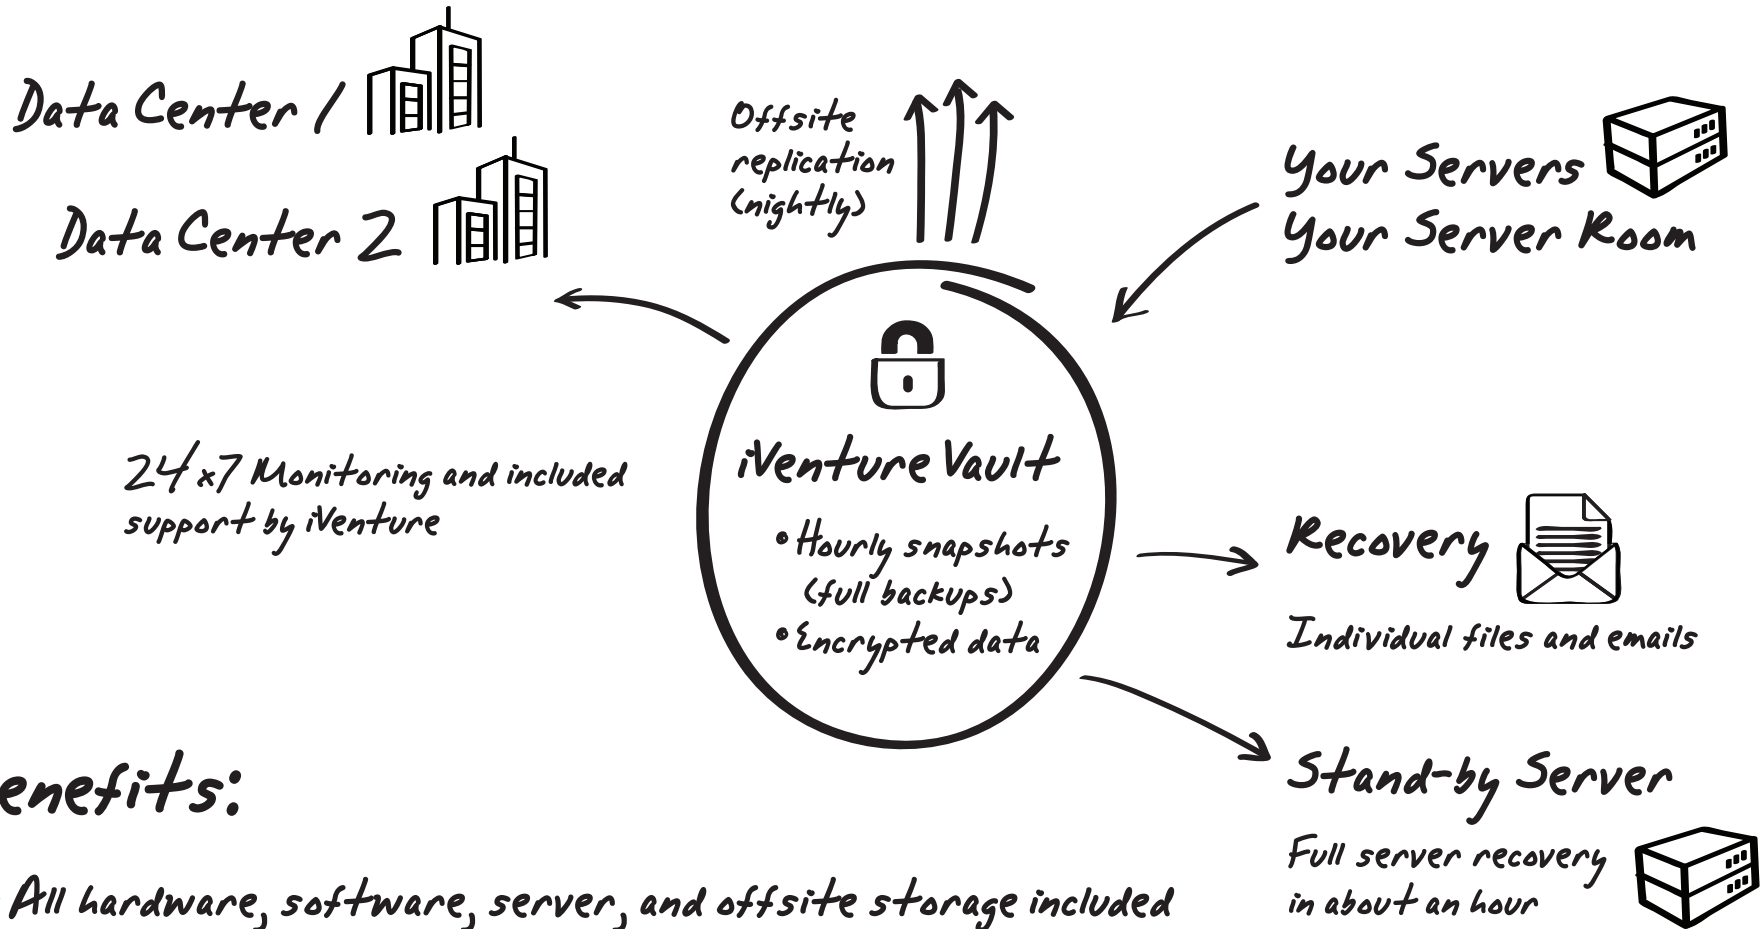 Data Center 1
Data Center 2
Offsite
replication
(nightly)
Your Servers
Your Server Room
iVenture Vault
• Hourly snapshots
(full backups)
• Encrypted data
24x7 Monitoring and included
support by iVenture
Recovery
Individual files and emails
Stand-by Server
Full server recovery
in about an hour
enefits:
All hardware, software, server, and offsite storage included